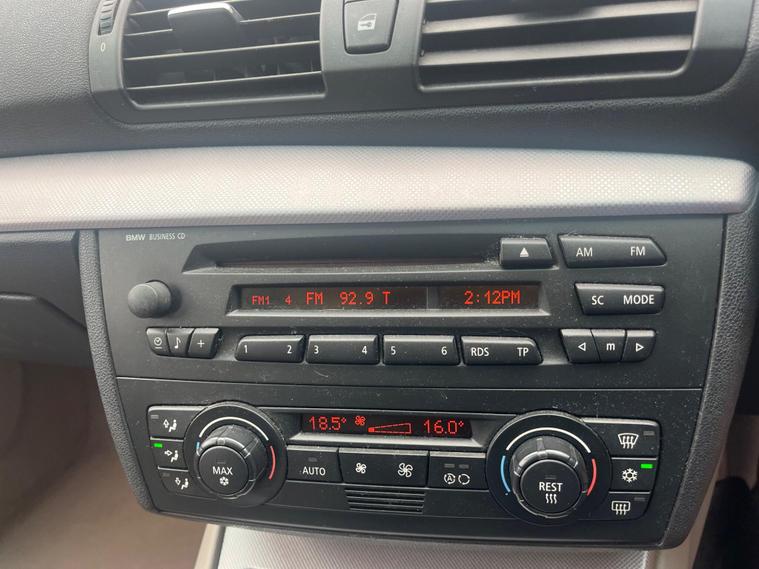 0
BMW BUSINESS CD
AM FM
FM1 4 FM 92.9 T 2:12PM
SC MODE
1 2 3 4 5 6 RDS TP
m
18.5° 16.0°
MAX
AUTO
REST